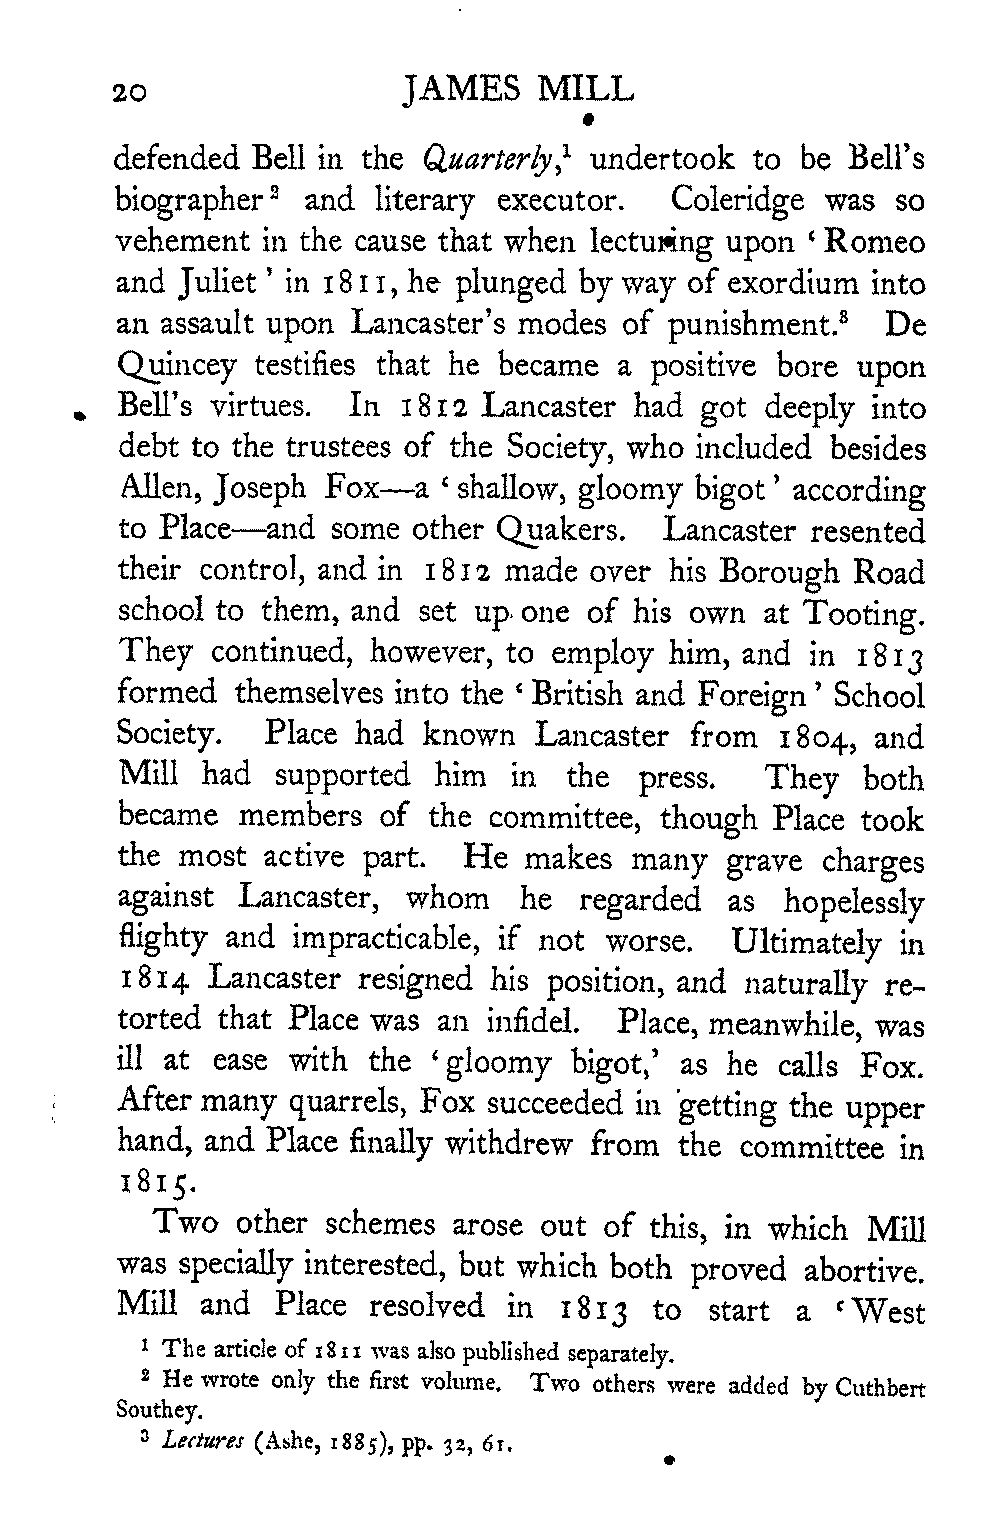 20 JAMES MILL
defended Bell in the Quarterly,¹ undertook to be Bell's
biographer² and literary executor. Coleridge was so
vehement in the cause that when lecturing upon ‘Romeo
and Juliet’ in 1811, he plunged by way of exordium into
an assault upon Lancaster's modes of punishment.³ De
Quincey testifies that he became a positive bore upon
Bell's virtues. In 1812 Lancaster had got deeply into
debt to the trustees of the Society, who included besides
Allen, Joseph Fox—a ‘shallow, gloomy bigot’ according
to Place—and some other Quakers. Lancaster resented
their control, and in 1812 made over his Borough Road
school to them, and set up one of his own at Tooting.
They continued, however, to employ him, and in 1813
formed themselves into the ‘British and Foreign’ School
Society. Place had known Lancaster from 1804, and
Mill had supported him in the press. They both
became members of the committee, though Place took
the most active part. He makes many grave charges
against Lancaster, whom he regarded as hopelessly
flighty and impracticable, if not worse. Ultimately in
1814 Lancaster resigned his position, and naturally re-
torted that Place was an infidel. Place, meanwhile, was
ill at ease with the ‘gloomy bigot,’ as he calls Fox.
After many quarrels, Fox succeeded in getting the upper
hand, and Place finally withdrew from the committee in
1815.
Two other schemes arose out of this, in which Mill
was specially interested, but which both proved abortive.
Mill and Place resolved in 1813 to start a ‘West
¹ The article of 1811 was also published separately.
² He wrote only the first volume. Two others were added by Cuthbert
Southey.
³ Lectures (Ashe, 1885), pp. 32, 61.